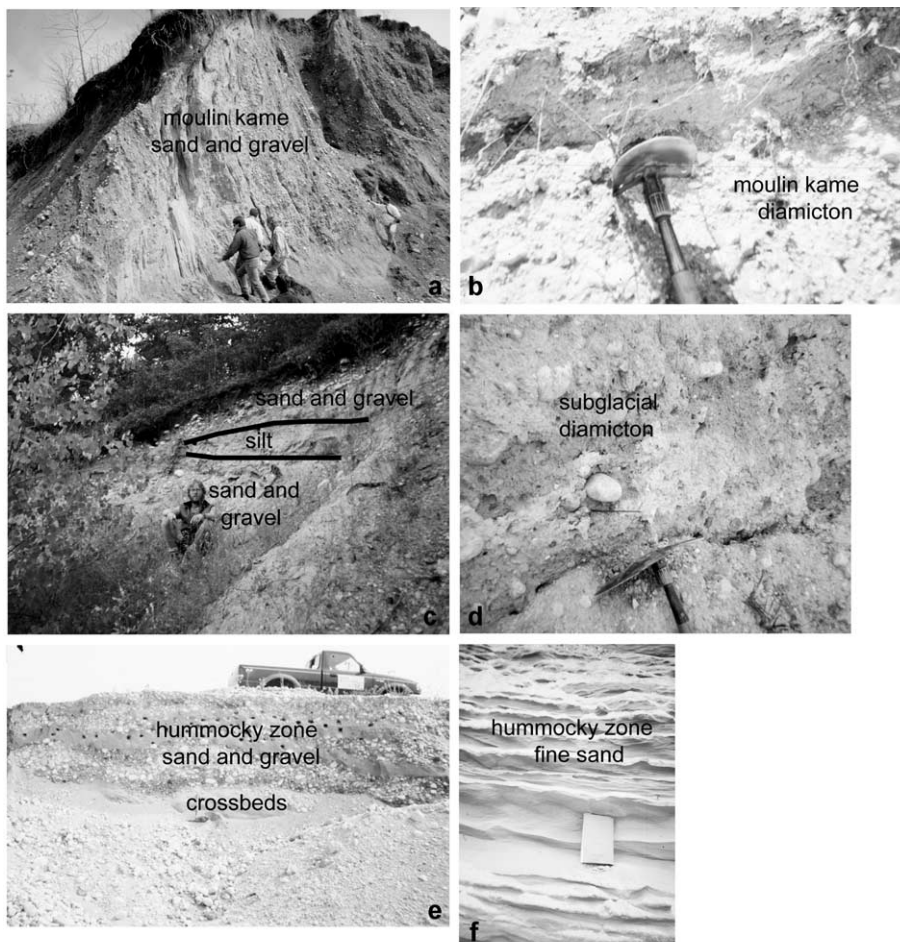 moulin kame
sand and gravel
a
moulin kame
diamicton
b
sand and gravel
silt
sand and
gravel
c
subglacial
diamicton
d
hummocky zone
sand and gravel
crossbeds
e
hummocky zone
fine sand
f